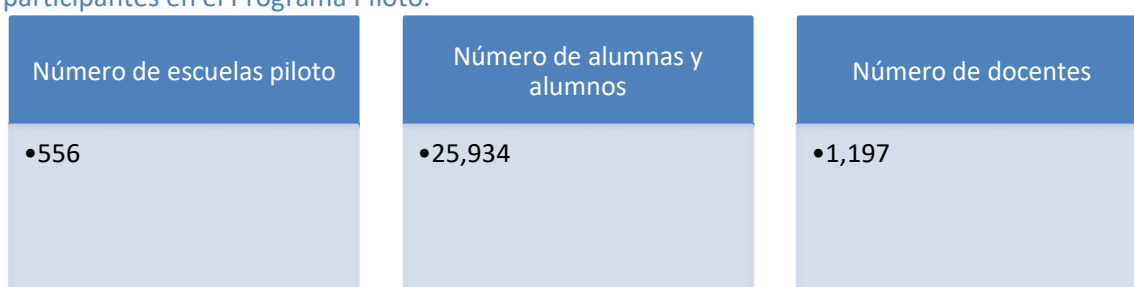 participantes en el Programa Piloto.
Número de escuelas piloto
•556
Número de alumnas y
alumnos
•25,934
Número de docentes
•1,197